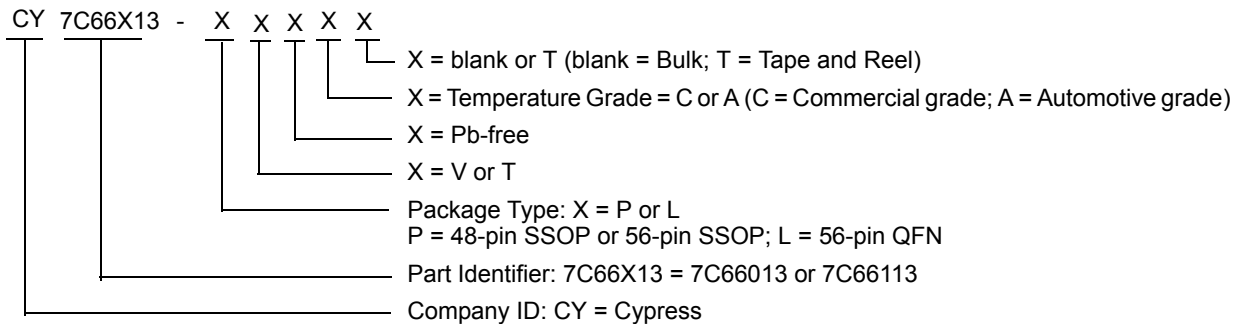 CY 7C66X13 - X X X X X
X = blank or T (blank = Bulk; T = Tape and Reel)
X = Temperature Grade = C or A (C = Commercial grade; A = Automotive grade)
X = Pb-free
X = V or T
Package Type: X = P or L
P = 48-pin SSOP or 56-pin SSOP; L = 56-pin QFN
Part Identifier: 7C66X13 = 7C66013 or 7C66113
Company ID: CY = Cypress